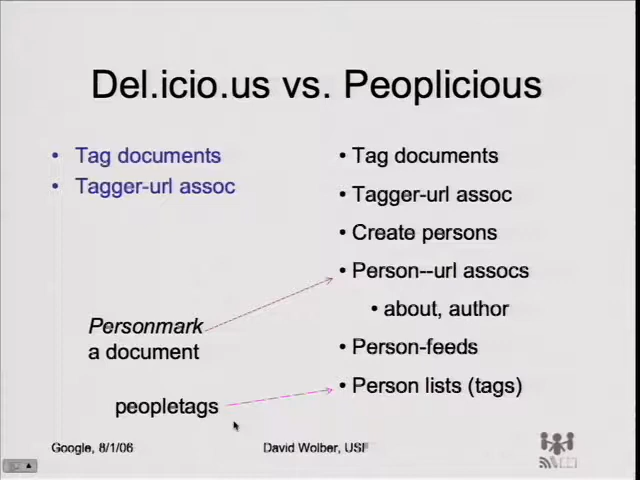 Del.icio.us vs. Peoplicious
• Tag documents
• Tagger-url assoc
• Tag documents
• Tagger-url assoc
• Create persons
• Person--url assocs
• about, author
• Person-feeds
• Person lists (tags)
Personmark
a document
peopletags
Google, 8/1/06
David Wolber, USF